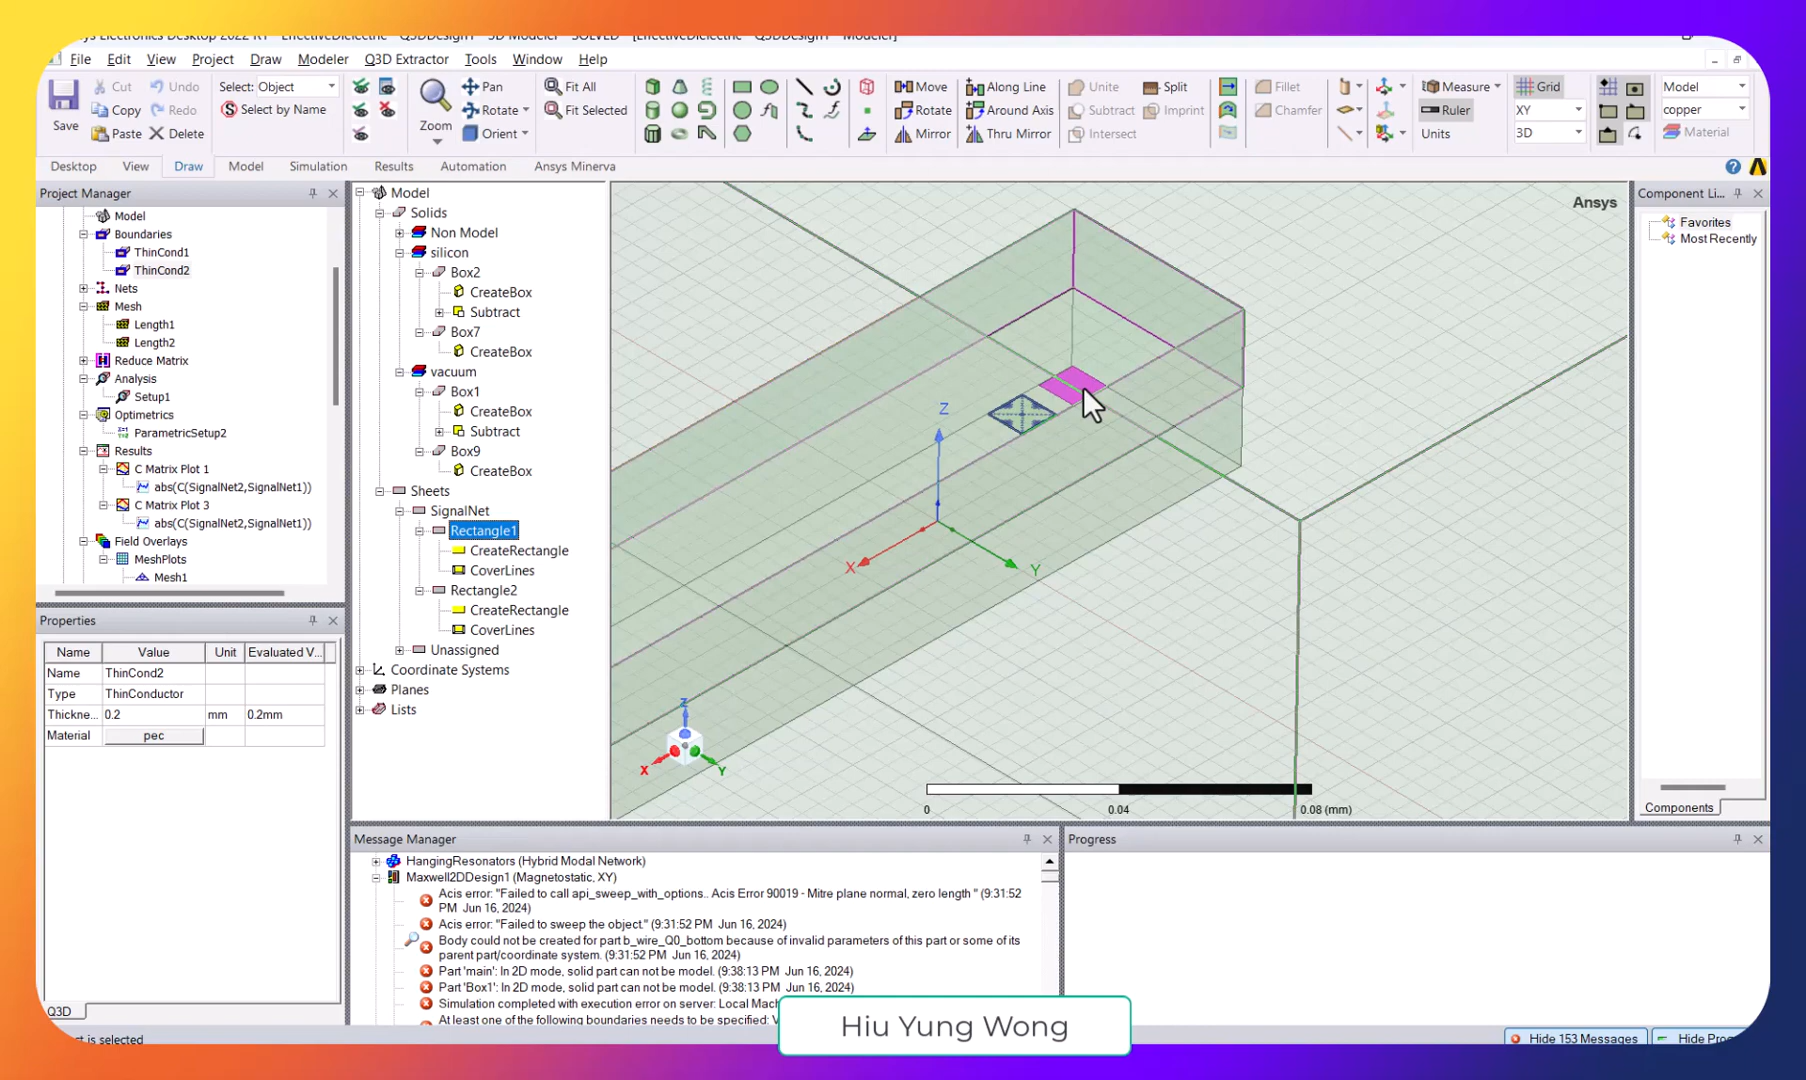 Ansys Electronics Desktop 2022 R1 - EffectiveDielectric - Q3DDesign1 - 3D Modeler - SOLVED - [EffectiveDielectric - Q3DDesign1 - Modeler]
File Edit View Project Draw Modeler Q3D Extractor Tools Window Help
Save
Cut
Copy
Paste
Undo
Redo
Delete
Select: Object
Select by Name
Zoom
Pan
Rotate
Orient
Fit All
Fit Selected
Move
Rotate
Mirror
Along Line
Around Axis
Thru Mirror
Unite
Subtract
Intersect
Split
Imprint
Fillet
Chamfer
Measure
Ruler
Units
Grid
XY
3D
Model
copper
Material
Desktop View Draw Model Simulation Results Automation Ansys Minerva
Project Manager
Model
Boundaries
ThinCond1
ThinCond2
Nets
Mesh
Length1
Length2
Reduce Matrix
Analysis
Setup1
Optimetrics
ParametricSetup2
Results
C Matrix Plot 1
abs(C(SignalNet2,SignalNet1))
C Matrix Plot 3
abs(C(SignalNet2,SignalNet1))
Field Overlays
MeshPlots
Mesh1
Properties
Name Value Unit Evaluated V...
Name ThinCond2
Type ThinConductor
Thickne... 0.2 mm 0.2mm
Material pec
Q3D
Model
Solids
Non Model
silicon
Box2
CreateBox
Subtract
Box7
CreateBox
vacuum
Box1
CreateBox
Subtract
Box9
CreateBox
Sheets
SignalNet
Rectangle1
CreateRectangle
CoverLines
Rectangle2
CreateRectangle
CoverLines
Unassigned
Coordinate Systems
Planes
Lists
Ansys
Z
X
Y
Z
X
Y
0 0.04 0.08 (mm)
Component Li...
Favorites
Most Recently
Components
Message Manager
HangingResonators (Hybrid Modal Network)
Maxwell2DDesign1 (Magnetostatic, XY)
Acis error: "Failed to call api_sweep_with_options.. Acis Error 90019 - Mitre plane normal, zero length " (9:31:52
PM Jun 16, 2024)
Acis error: "Failed to sweep the object." (9:31:52 PM Jun 16, 2024)
Body could not be created for part b_wire_Q0_bottom because of invalid parameters of this part or some of its
parent part/coordinate system. (9:31:52 PM Jun 16, 2024)
Part 'main': In 2D mode, solid part can not be model. (9:38:13 PM Jun 16, 2024)
Part 'Box1': In 2D mode, solid part can not be model. (9:38:13 PM Jun 16, 2024)
Simulation completed with execution error on server: Local Mach
At least one of the following boundaries needs to be specified: V
Progress
Hiu Yung Wong
is selected
Hide 153 Messages
Hide Pro